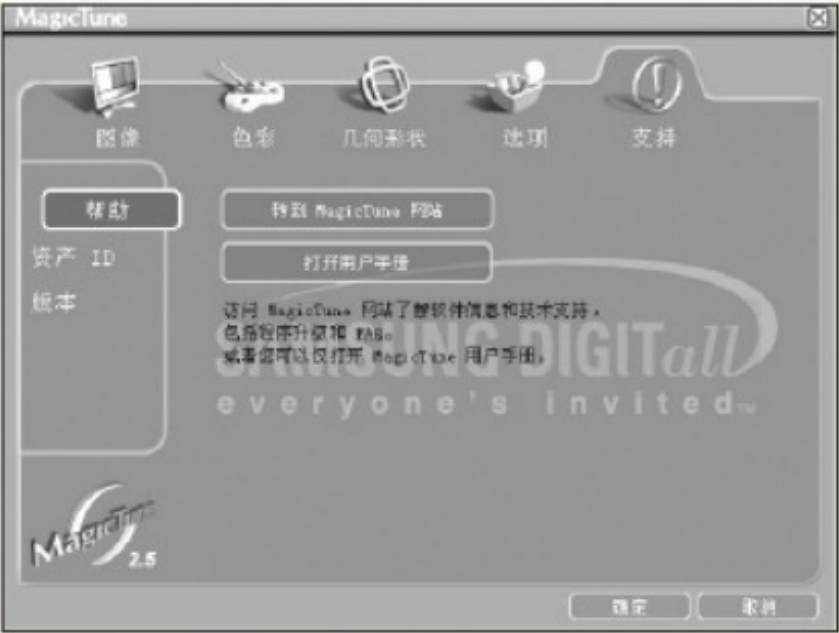 MagicTune
图像
色彩
几何形状
选项
支持
帮助
转到 MagicTune 网站
资产 ID
打开用户手册
版本
访问 MagicTune 网站了解软件信息和技术支持,
包括程序升级和 FAQ。
或者您可以仅打开 MagicTune 用户手册。
SAMSUNG DIGITall
everyone's invited™
MagicTune
2.5
确定
取消